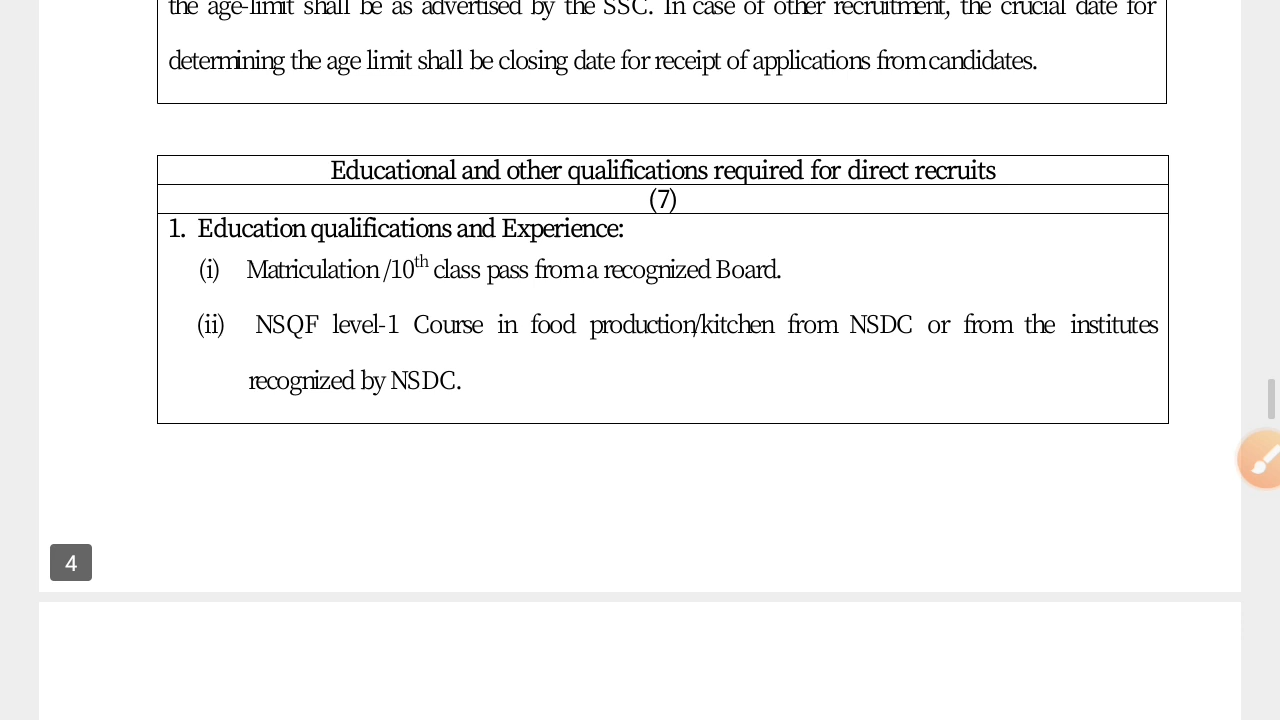 the age-limit shall be as advertised by the SSC. In case of other recruitment, the crucial date for
determining the age limit shall be closing date for receipt of applications from candidates.
Educational and other qualifications required for direct recruits
(7)
1. Education qualifications and Experience:
(i) Matriculation /10th class pass from a recognized Board.
(ii) NSQF level-1 Course in food production/kitchen from NSDC or from the institutes
recognized by NSDC.
4